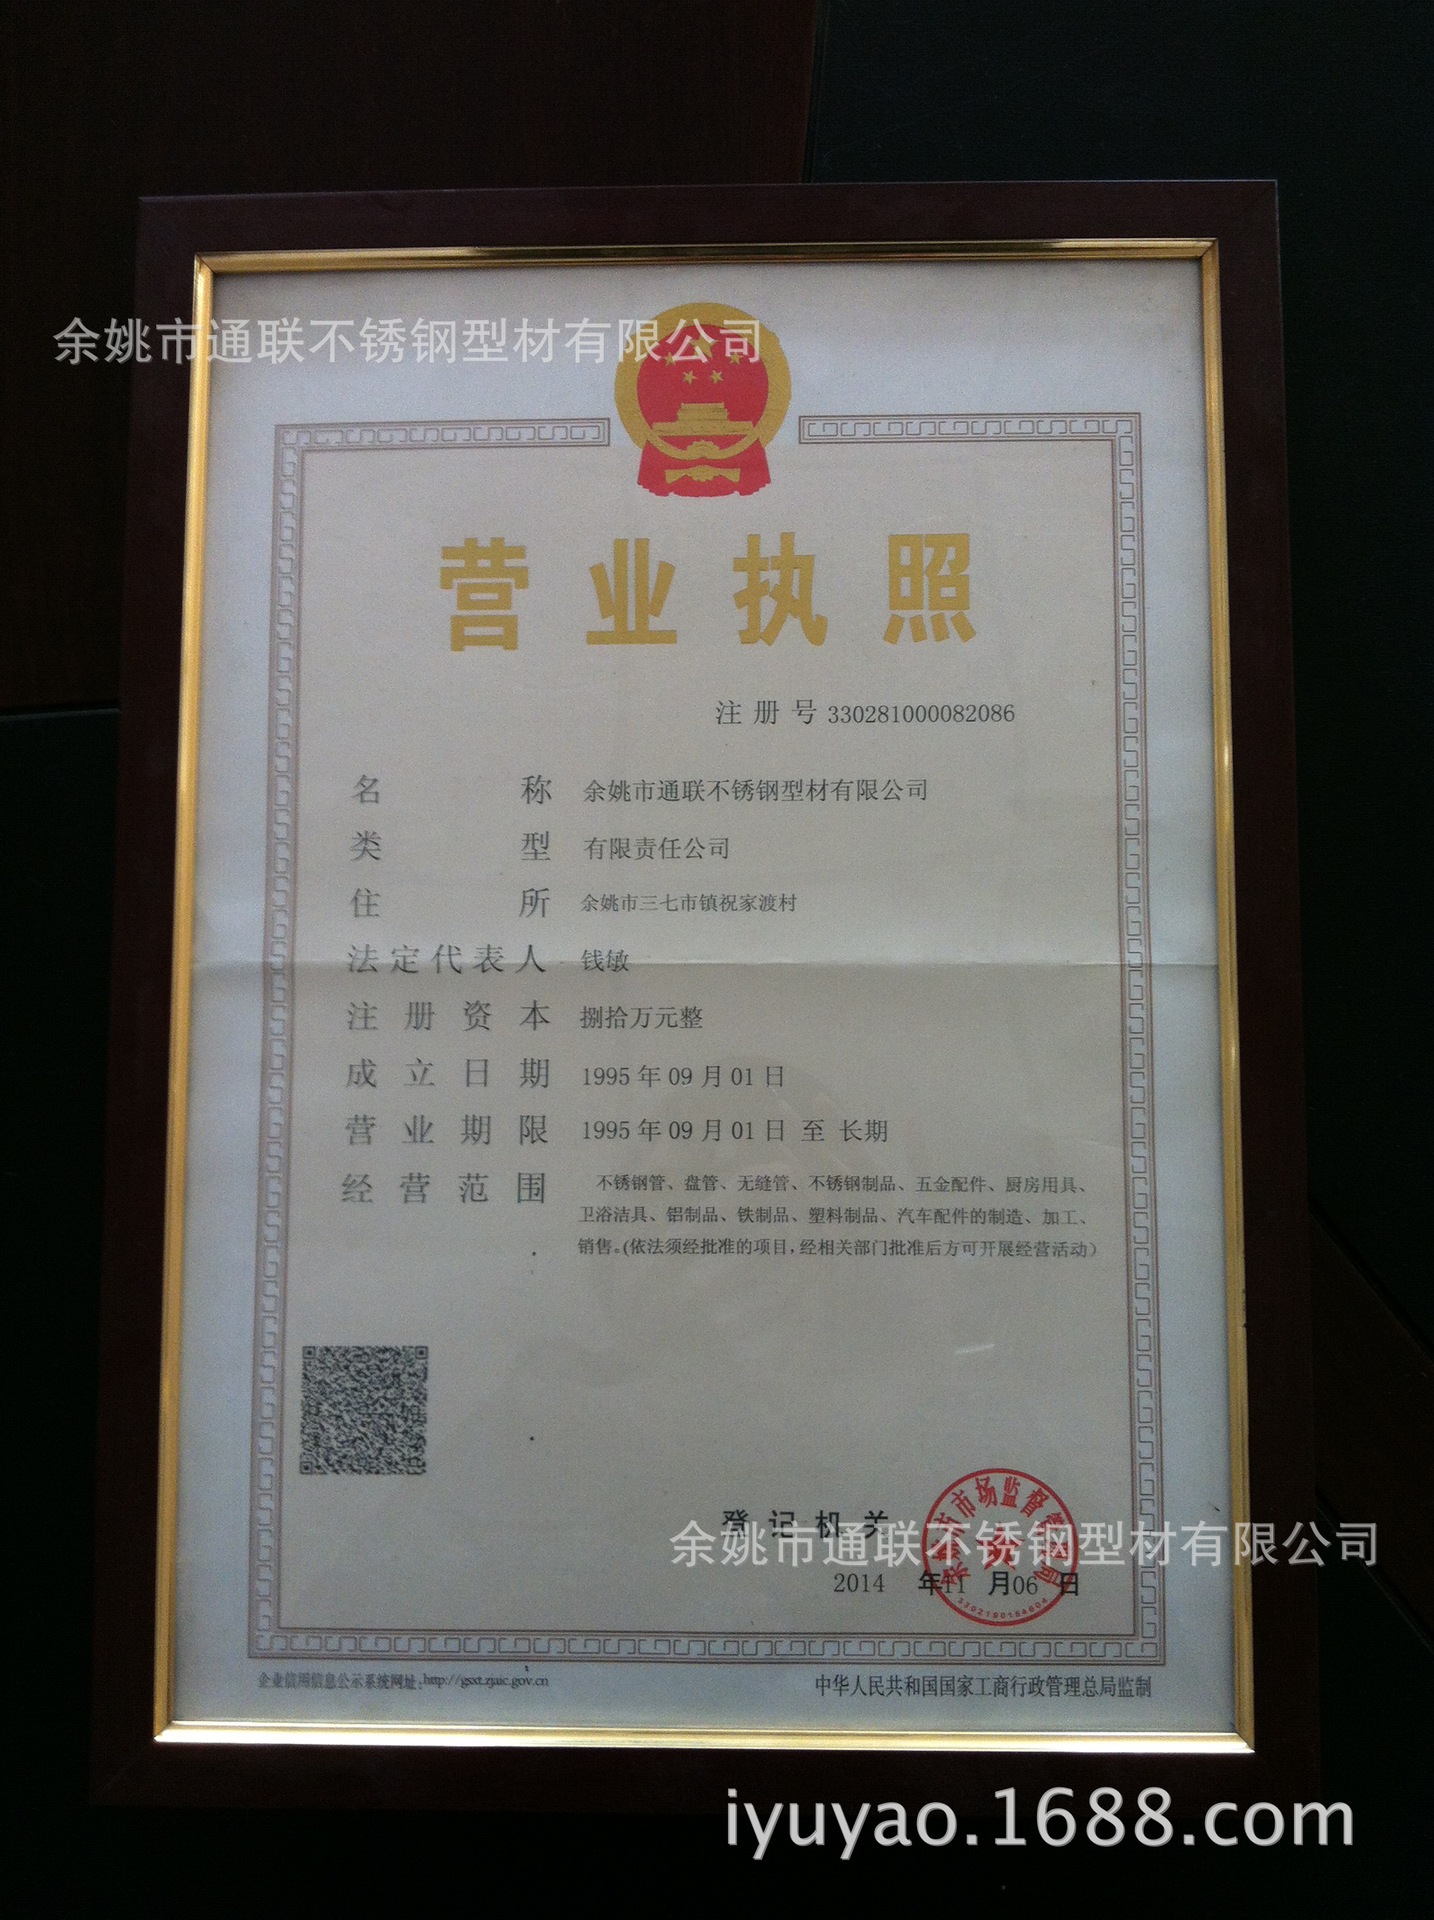 余姚市通联不锈钢型材有限公司
营业执照
注册号 330281000082086
名称 余姚市通联不锈钢型材有限公司
类型 有限责任公司
住所 余姚市三七市镇祝家渡村
法定代表人 钱敏
注册资本 捌拾万元整
成立日期 1995年09月01日
营业期限 1995年09月01日 至 长期
经营范围 不锈钢管、盘管、无缝管、不锈钢制品、五金配件、厨房用具、
卫浴洁具、铝制品、铁制品、塑料制品、汽车配件的制造、加工、
销售。(依法须经批准的项目,经相关部门批准后方可开展经营活动)
登记机关
余姚市市场监督管理局
余姚市通联不锈钢型材有限公司
2014 年11 月06 日
企业信用信息公示系统网址:http://gsxt.zjaic.gov.cn
中华人民共和国国家工商行政管理总局监制
iyuyao.1688.com